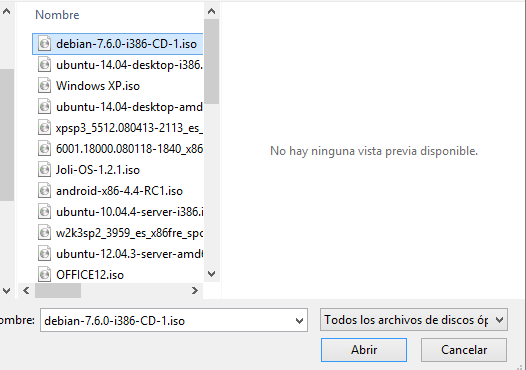 Nombre
debian-7.6.0-i386-CD-1.iso
ubuntu-14.04-desktop-i386.
Windows XP.iso
ubuntu-14.04-desktop-amd
xpsp3_5512.080413-2113_es_
6001.18000.080118-1840_x86
Joli-OS-1.2.1.iso
android-x86-4.4-RC1.iso
ubuntu-10.04.4-server-i386.i
w2k3sp2_3959_es_x86fre_spc
ubuntu-12.04.3-server-amd6
OFFICE12.iso
No hay ninguna vista previa disponible.
ombre: debian-7.6.0-i386-CD-1.iso Todos los archivos de discos óp
Abrir Cancelar